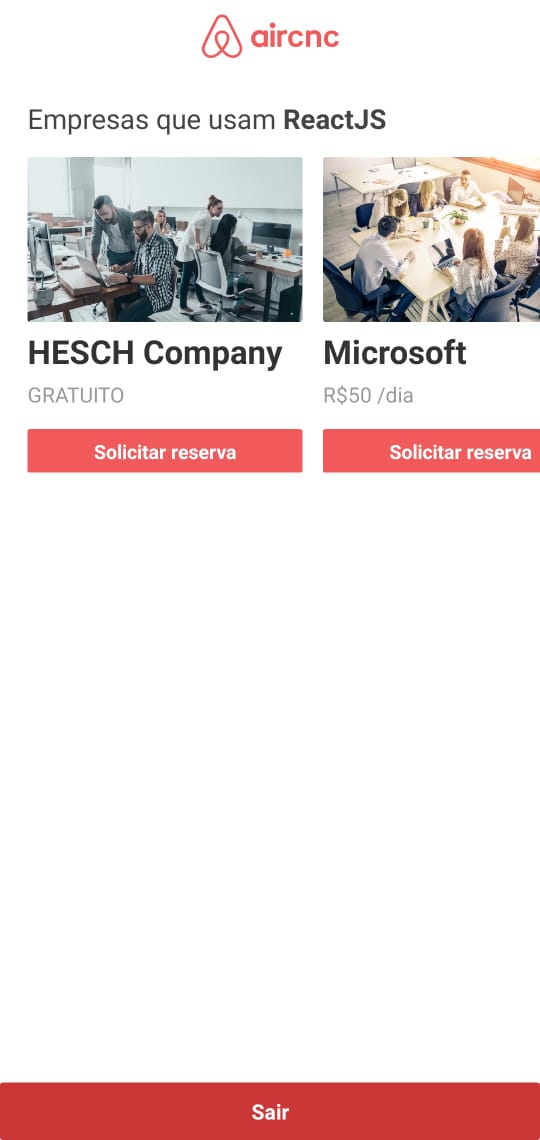 aircnc
Empresas que usam ReactJS
HESCH Company
GRATUITO
Solicitar reserva
Microsoft
R$50 /dia
Solicitar reserva
Sair